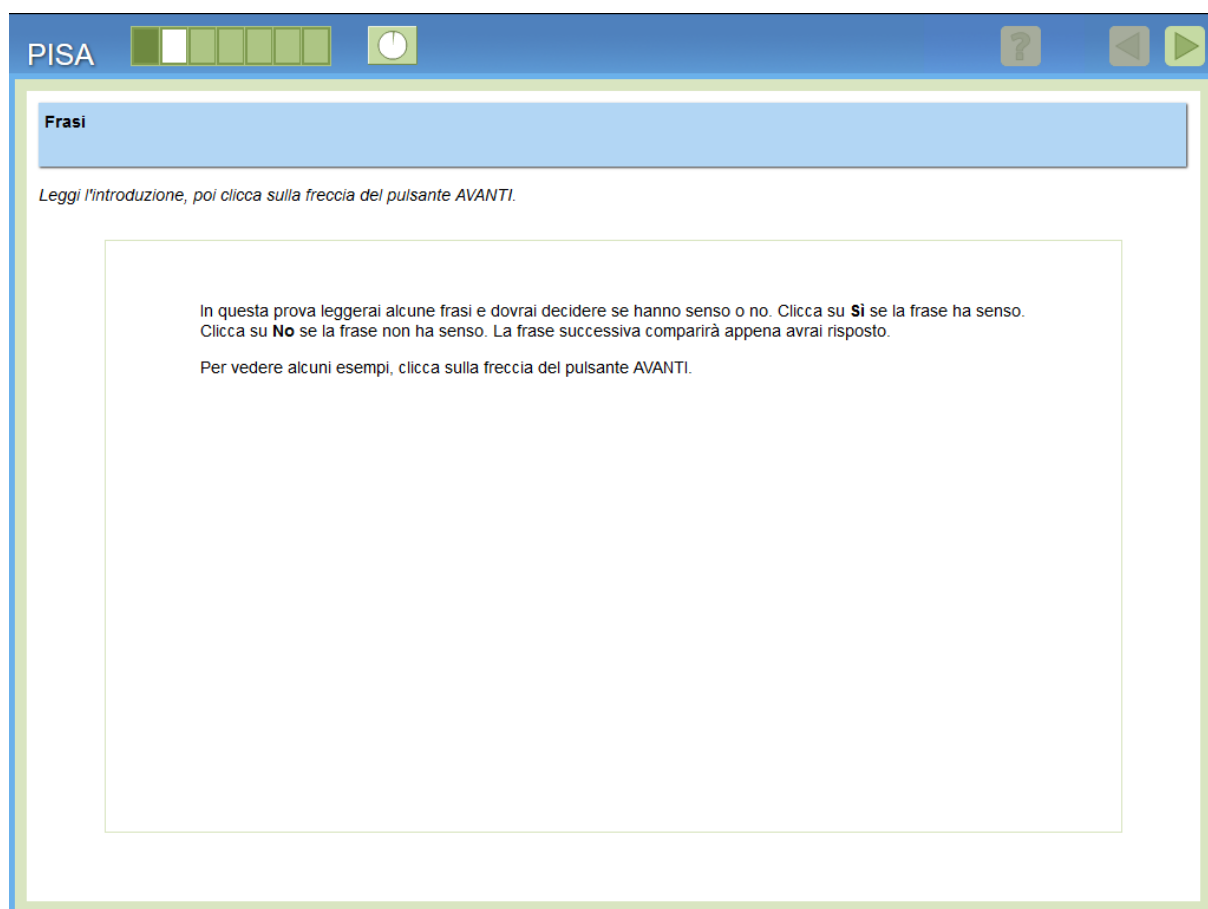 PISA
?
Frasi
Leggi l'introduzione, poi clicca sulla freccia del pulsante AVANTI.
In questa prova leggerai alcune frasi e dovrai decidere se hanno senso o no. Clicca su Sì se la frase ha senso.
Clicca su No se la frase non ha senso. La frase successiva comparirà appena avrai risposto.
Per vedere alcuni esempi, clicca sulla freccia del pulsante AVANTI.